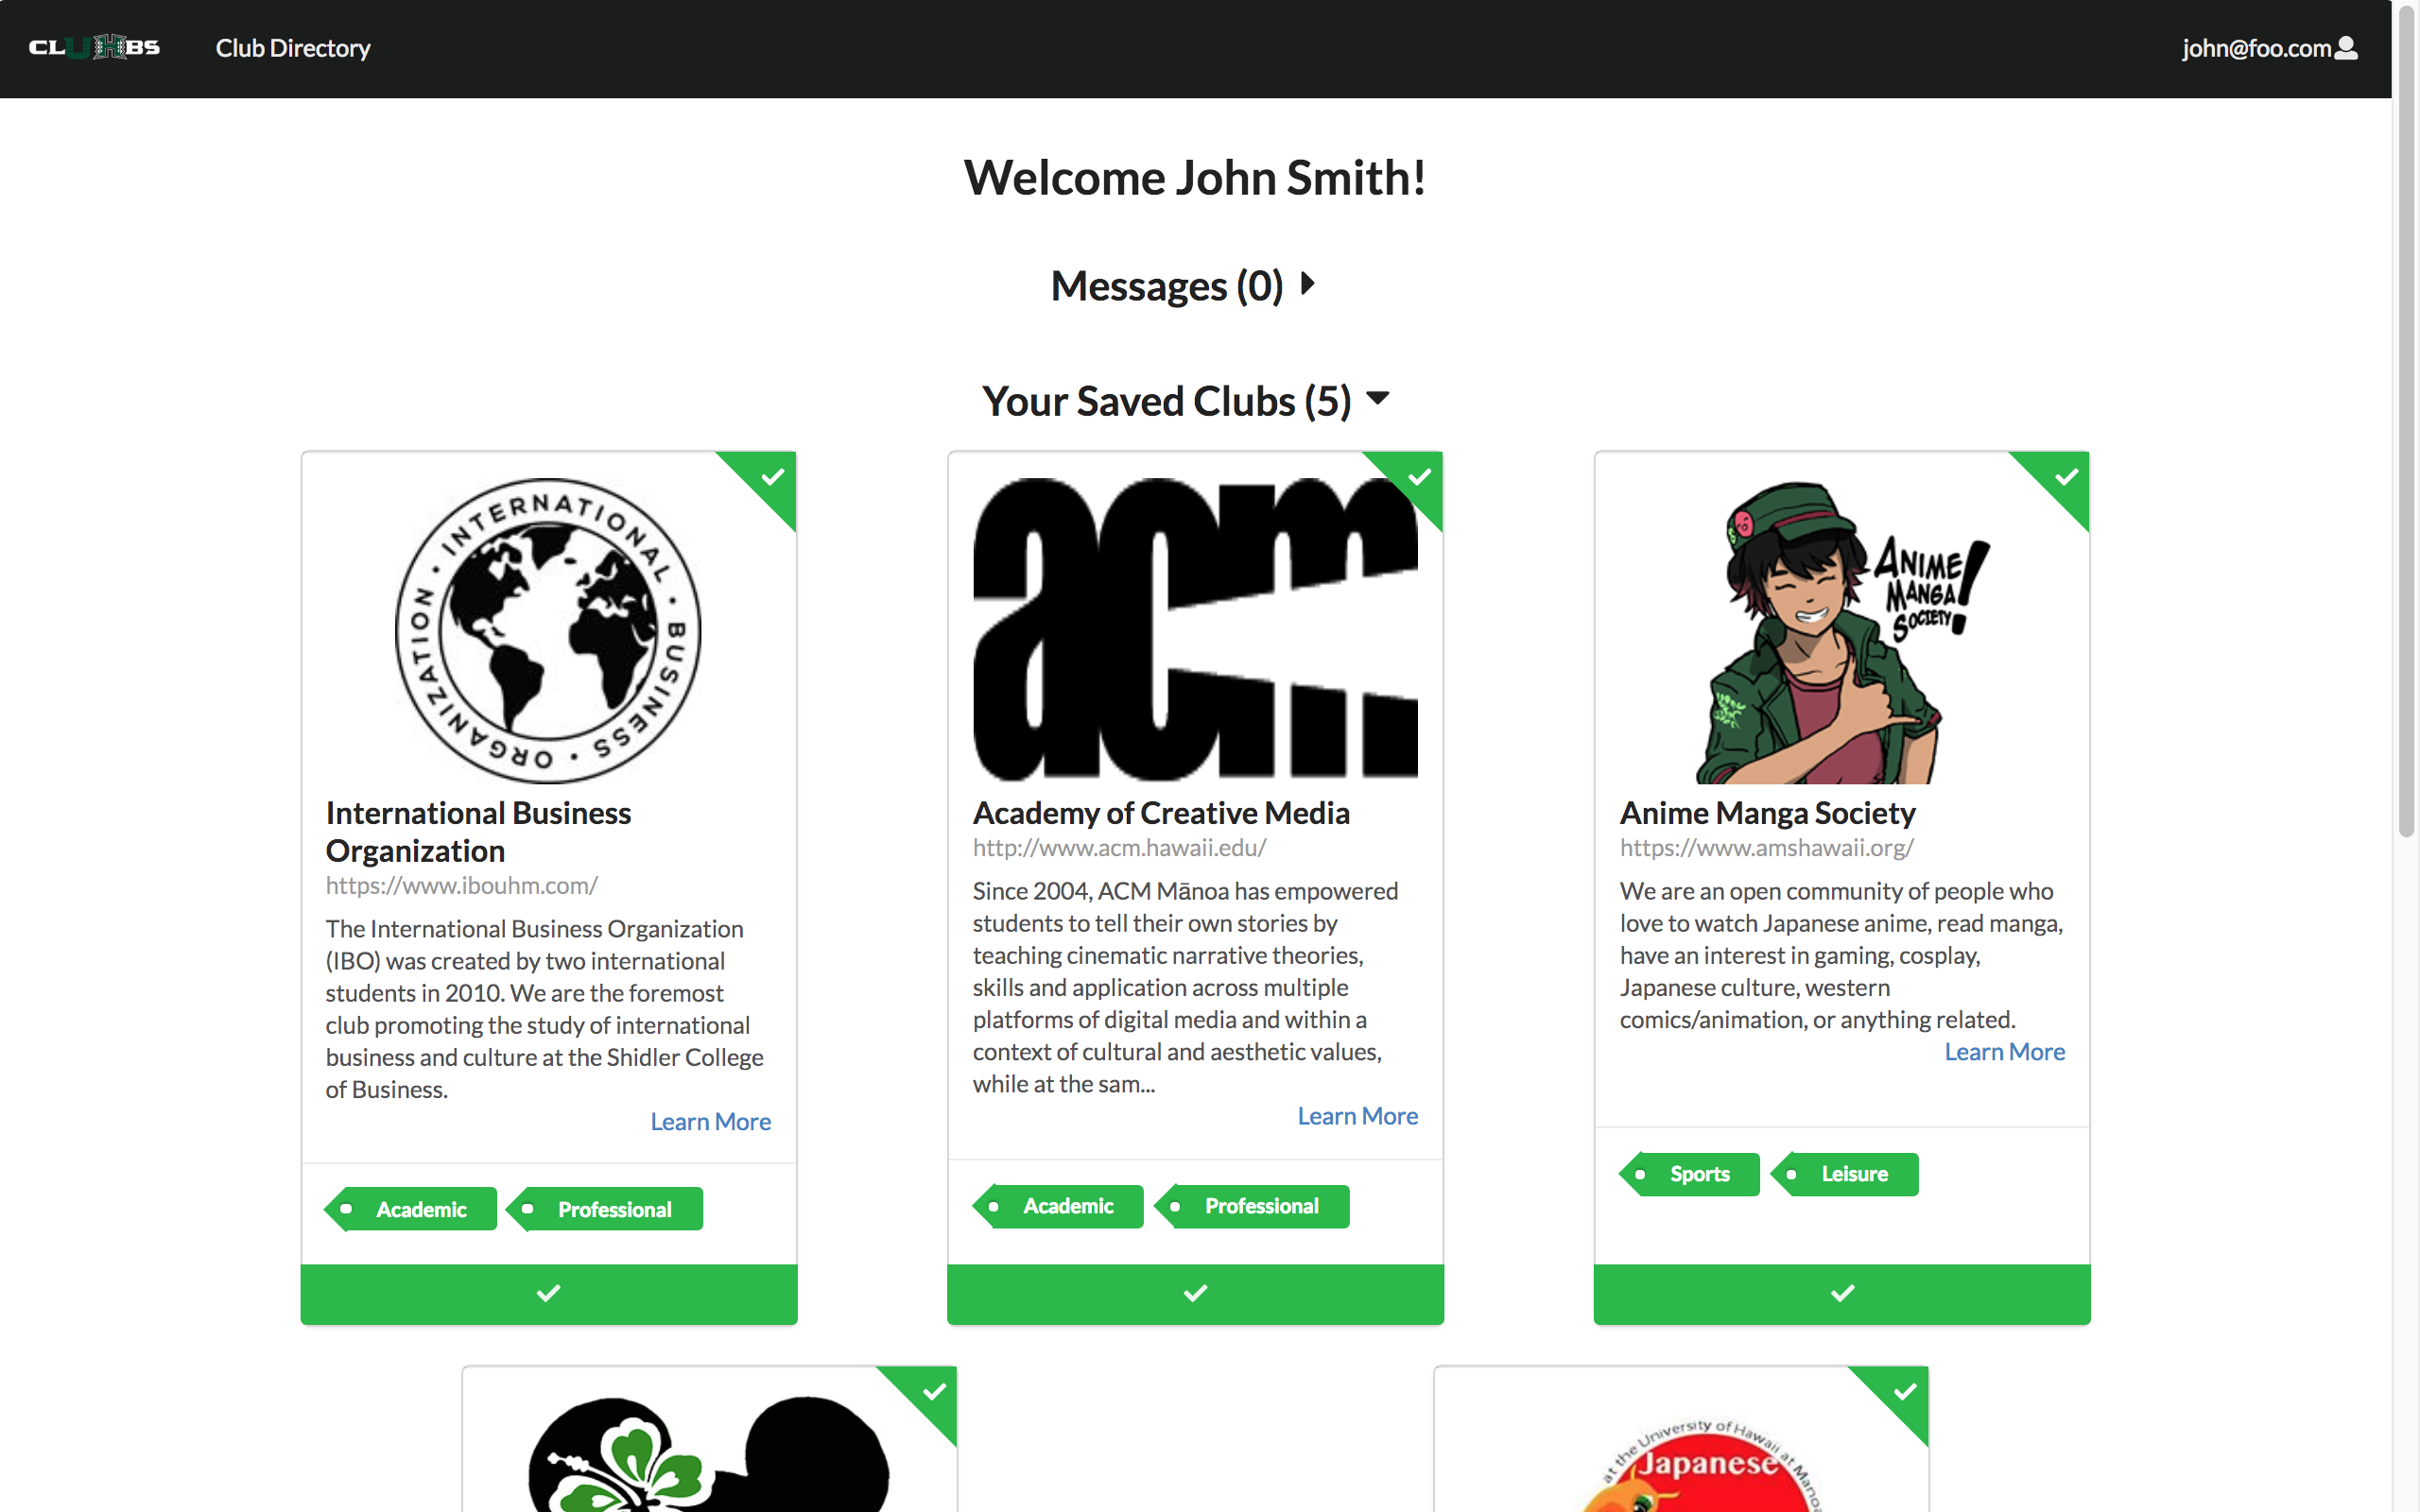 CLUHBS
Club Directory
john@foo.com
Welcome John Smith!
Messages (0)
Your Saved Clubs (5)
INTERNATIONAL • BUSINESS • ORGANIZATION •
International Business
Organization
https://www.ibouhm.com/
The International Business Organization
(IBO) was created by two international
students in 2010. We are the foremost
club promoting the study of international
business and culture at the Shidler College
of Business.
Learn More
Academic
Professional
acm
Academy of Creative Media
http://www.acm.hawaii.edu/
Since 2004, ACM Mānoa has empowered
students to tell their own stories by
teaching cinematic narrative theories,
skills and application across multiple
platforms of digital media and within a
context of cultural and aesthetic values,
while at the sam...
Learn More
Academic
Professional
ANIME
MANGA
SOCIETY!
Anime Manga Society
https://www.amshawaii.org/
We are an open community of people who
love to watch Japanese anime, read manga,
have an interest in gaming, cosplay,
Japanese culture, western
comics/animation, or anything related.
Learn More
Sports
Leisure
at the University of Hawaii at Manoa
Japanese